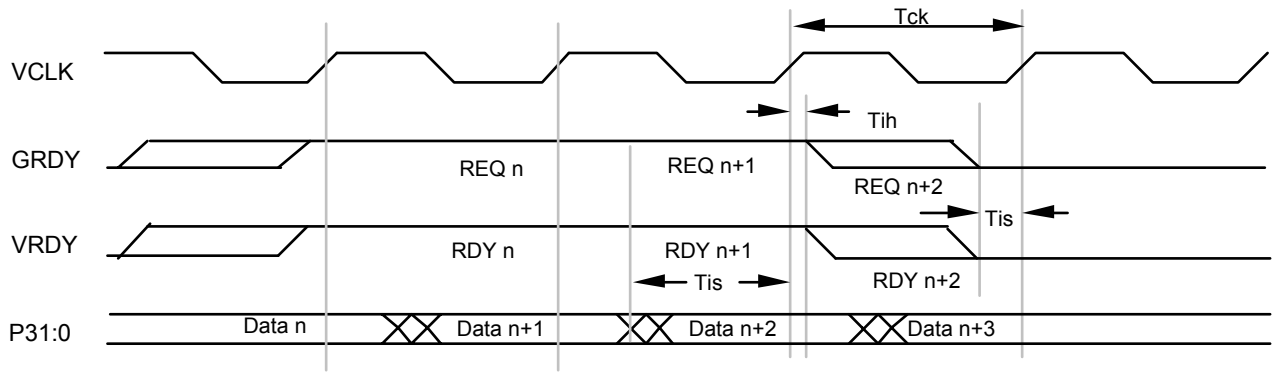 Tck
VCLK
Tih
GRDY
REQ n
REQ n+1
REQ n+2
Tis
VRDY
RDY n
RDY n+1
RDY n+2
Tis
P31:0
Data n
Data n+1
Data n+2
Data n+3